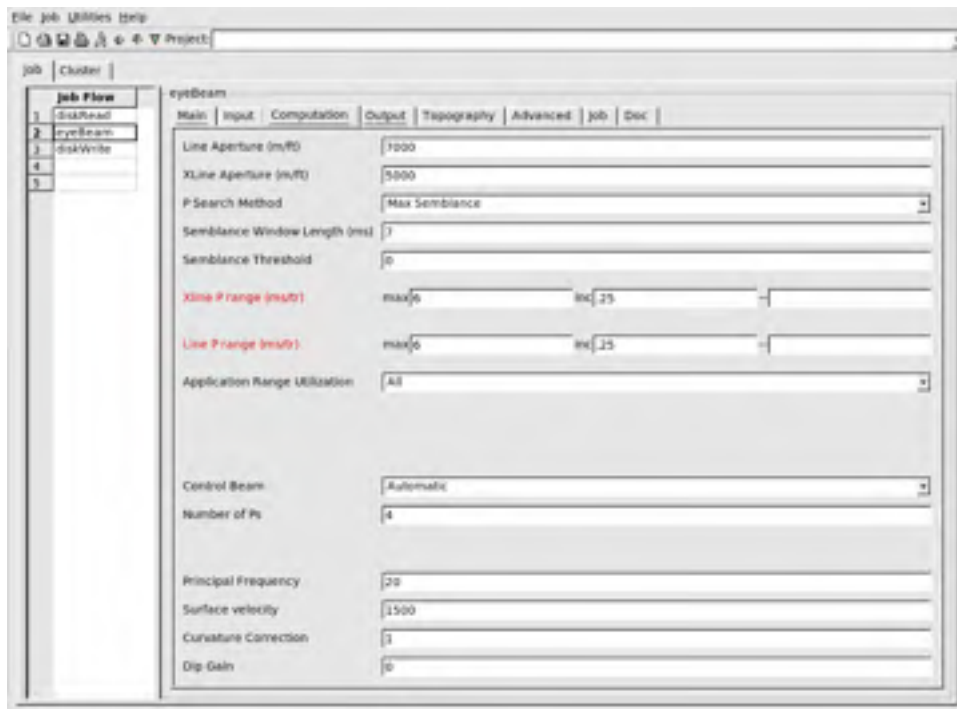 File Job Utilities Help
Project:
Job Cluster
Job Flow
1 diskRead
2 eyeBeam
3 diskWrite
4
5
eyeBeam
Main Input Computation Output Topography Advanced Job Doc
Line Aperture (m/ft) 7000
XLine Aperture (m/ft) 5000
P Search Method Max Semblance
Semblance Window Length (ms) 7
Semblance Threshold 0
Xline P range (ms/tr) max 6 inc .25 --
Line P range (ms/tr) max 6 inc .25 --
Application Range Utilization All
Control Beam Automatic
Number of Ps 4
Principal Frequency 20
Surface velocity 1500
Curvature Correction 1
Dip Gain 0